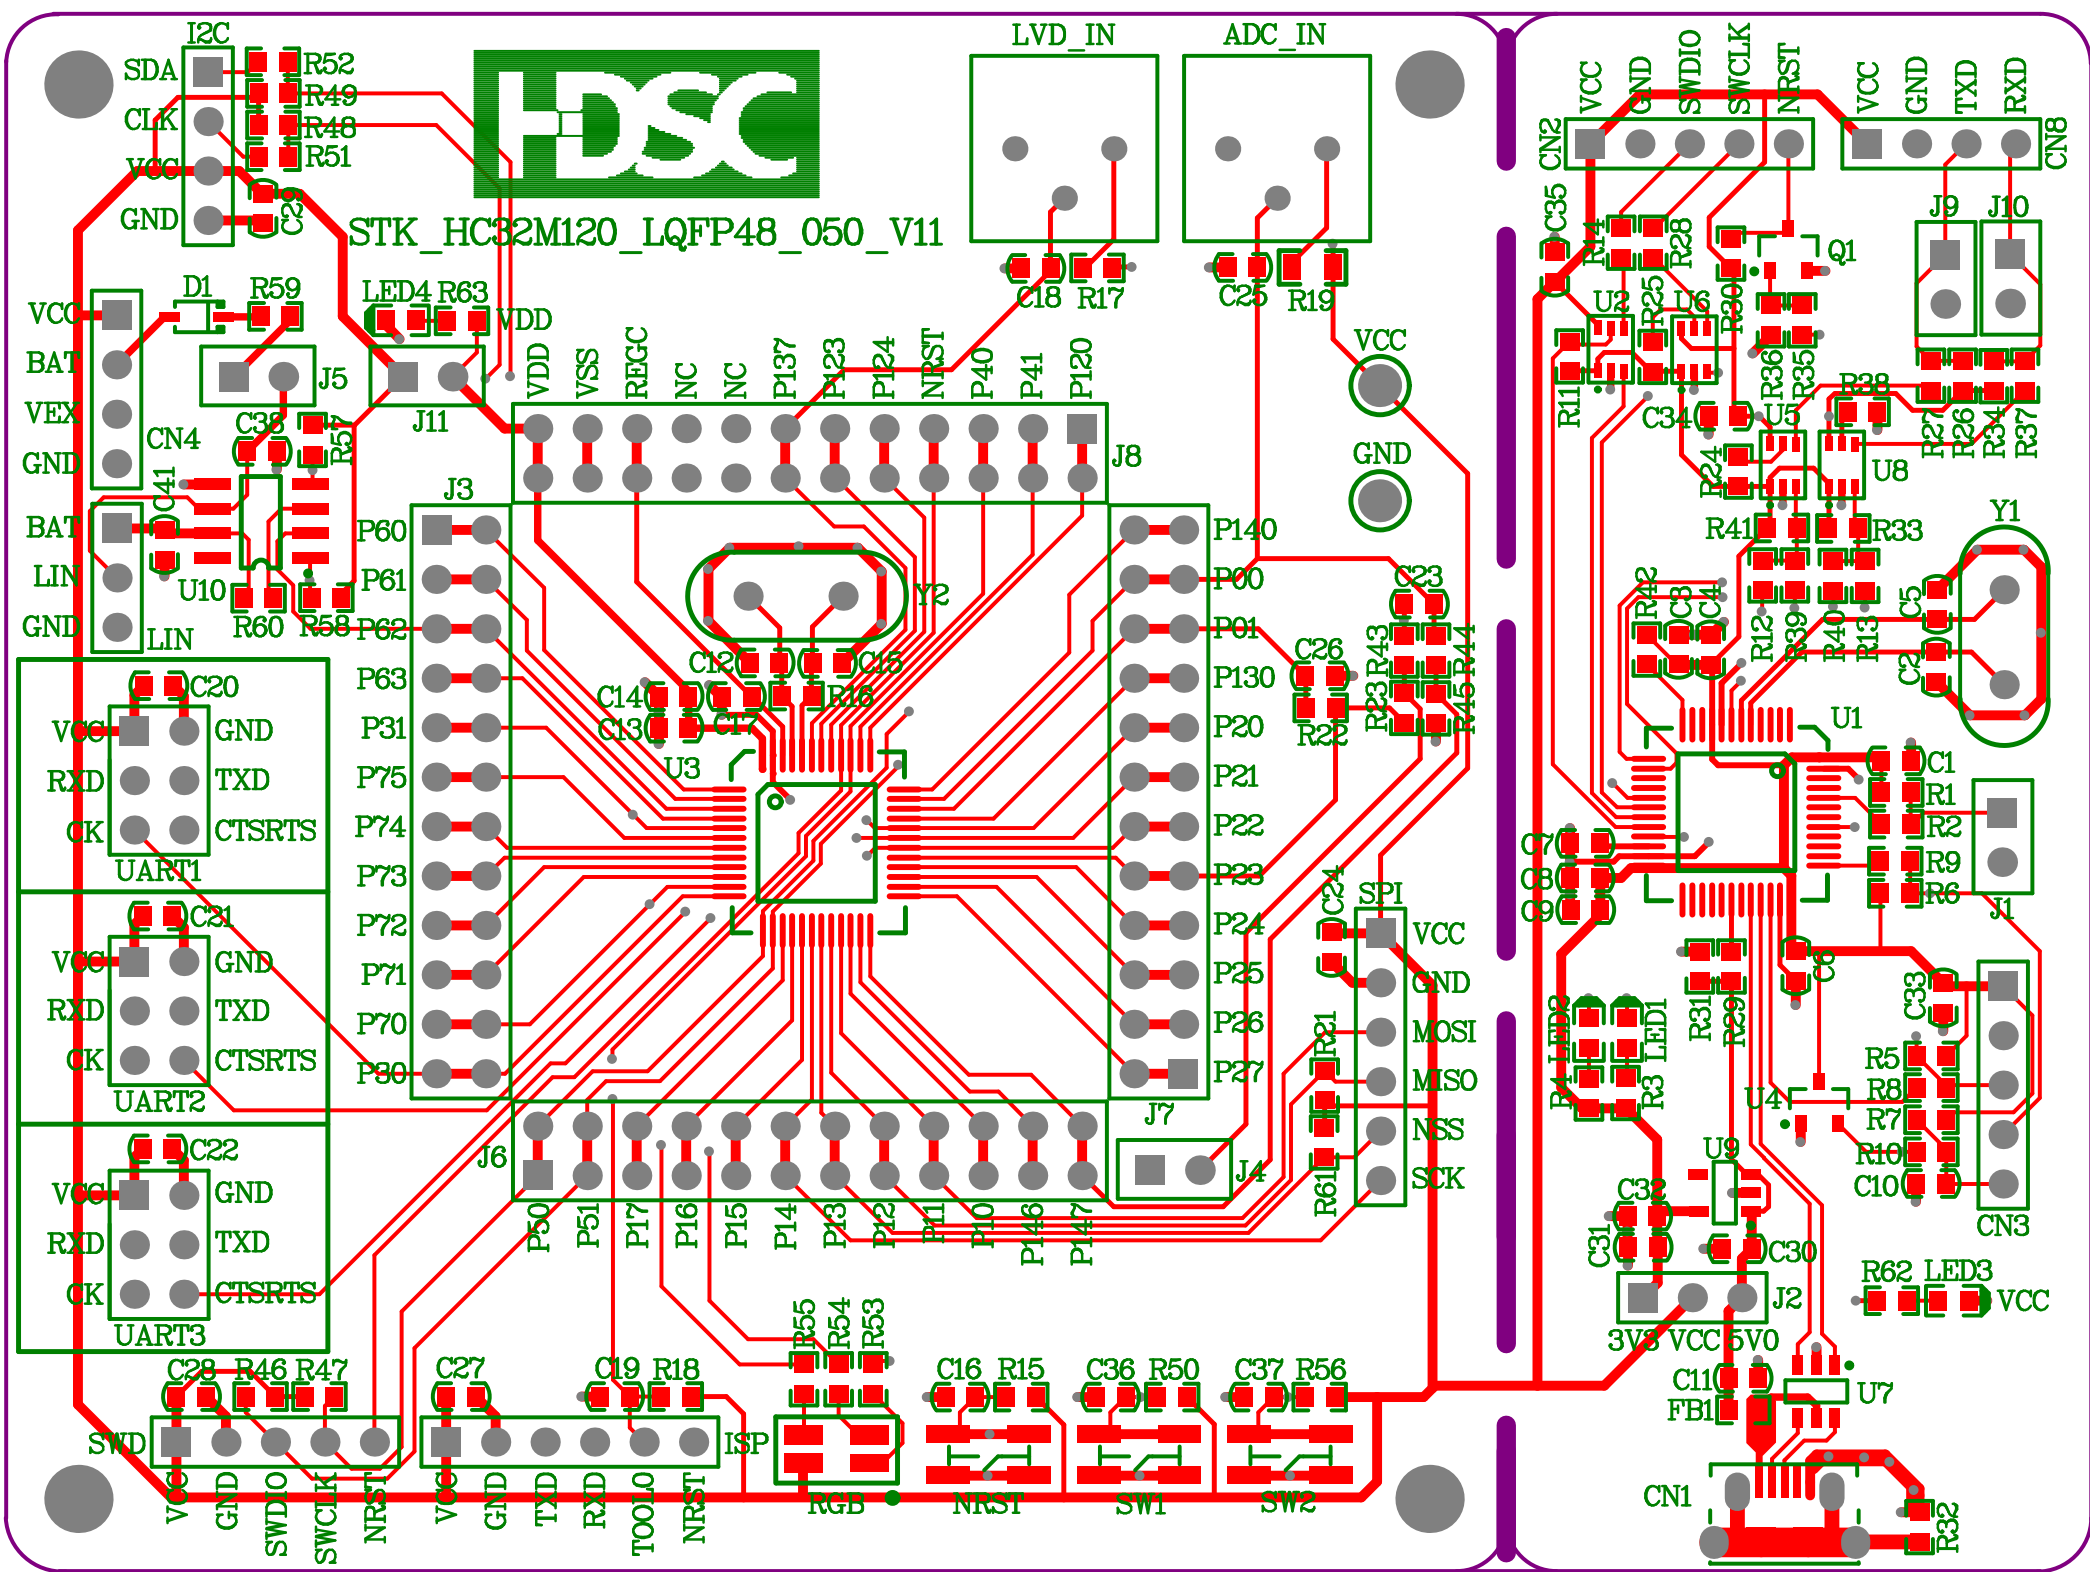 I2C
SDA
CLK
VCC
GND
R52
R49
R48
R51
C29
HDSC
STK_HC32M120_LQFP48_050_V11
LVD_IN
ADC_IN
C18
R17
C25
R19
VCC
GND
VCC
GND
SWDIO
SWCLK
NRST
VCC
GND
TXD
RXD
CN2
CN8
C35
R14
R28
R30
Q1
J9
J10
U2
R25
U6
R36
R35
R11
C34
U5
R38
R27
R26
R34
R37
R24
U8
R41
R33
Y1
R42
C3
C4
R12
R39
R40
R13
C5
C2
U1
C1
R1
R2
R9
R6
J1
C7
C8
C9
C6
R31
R29
LED2
LED1
R4
R3
C33
R5
R8
R7
R10
C10
CN3
U4
U9
C32
C31
C30
J2
3V3 VCC 5V0
R62
LED3
VCC
C11
FB1
U7
CN1
R32
D1
R59
LED4
R63
VDD
VCC
BAT
VEX
GND
CN4
J5
J11
C38
R57
C41
BAT
LIN
GND
LIN
U10
R60
R58
VDD
VSS
REGC
NC
NC
P137
P123
P124
NRST
P40
P41
P120
J8
J3
P60
P61
P62
P63
P31
P75
P74
P73
P72
P71
P70
P30
P140
P00
P01
P130
P20
P21
P22
P23
P24
P25
P26
P27
J7
J6
P50
P51
P17
P16
P15
P14
P13
P12
P11
P10
P146
P147
J4
Y2
C12
C15
C14
C13
C17
R16
U3
C23
R43
R44
C26
R22
R23
R45
C24
SPI
VCC
GND
MOSI
MISO
NSS
SCK
R21
R61
C20
VCC
GND
RXD
TXD
CK
CTSRTS
UART1
C21
VCC
GND
RXD
TXD
CK
CTSRTS
UART2
C22
VCC
GND
RXD
TXD
CK
CTSRTS
UART3
C28
R46
R47
SWD
VCC
GND
SWDIO
SWCLK
NRST
C27
C19
R18
ISP
VCC
GND
TXD
RXD
TOOL0
NRST
R55
R54
R53
RGB
C16
R15
NRST
C36
R50
SW1
C37
R56
SW2